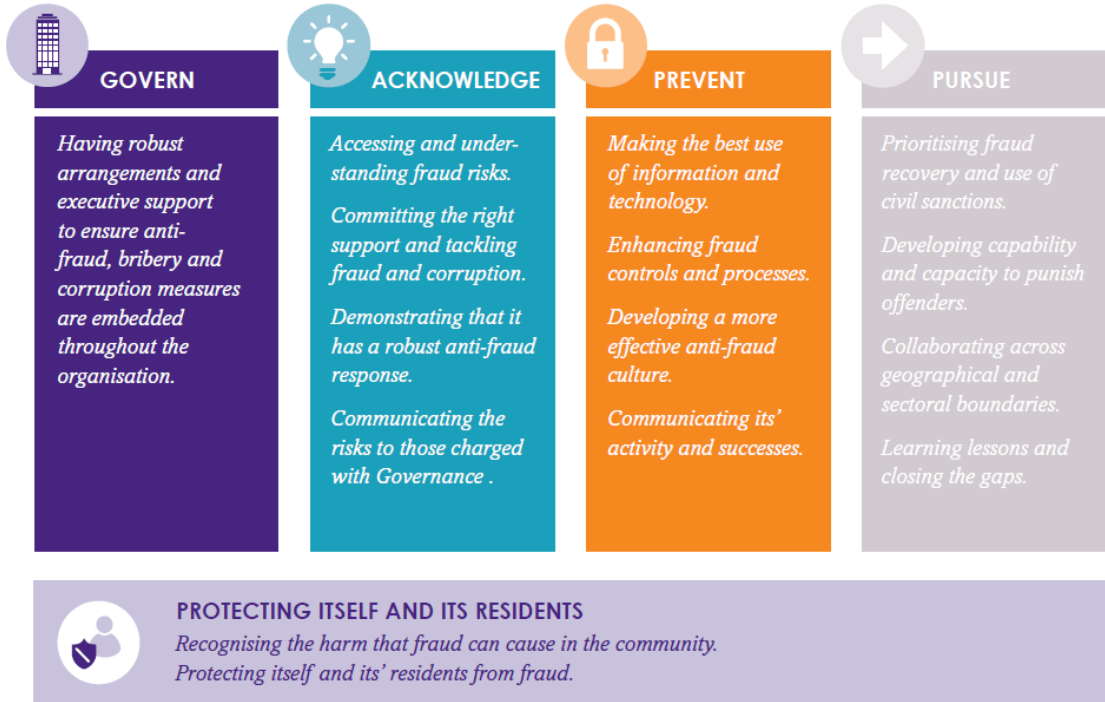 GOVERN
Having robust
arrangements and
executive support
to ensure anti-
fraud, bribery and
corruption measures
are embedded
throughout the
organisation.
ACKNOWLEDGE
Accessing and under-
standing fraud risks.
Committing the right
support and tackling
fraud and corruption.
Demonstrating that it
has a robust anti-fraud
response.
Communicating the
risks to those charged
with Governance .
PREVENT
Making the best use
of information and
technology.
Enhancing fraud
controls and processes.
Developing a more
effective anti-fraud
culture.
Communicating its’
activity and successes.
PURSUE
Prioritising fraud
recovery and use of
civil sanctions.
Developing capability
and capacity to punish
offenders.
Collaborating across
geographical and
sectoral boundaries.
Learning lessons and
closing the gaps.
PROTECTING ITSELF AND ITS RESIDENTS
Recognising the harm that fraud can cause in the community.
Protecting itself and its’ residents from fraud.